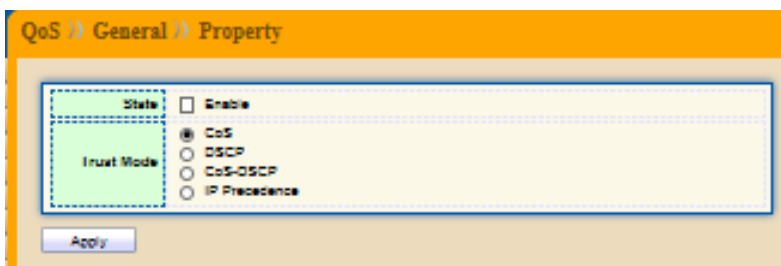 QoS 》 General 》 Property
State Enable
Trust Mode CoS
DSCP
CoS-DSCP
IP Precedence
Apply